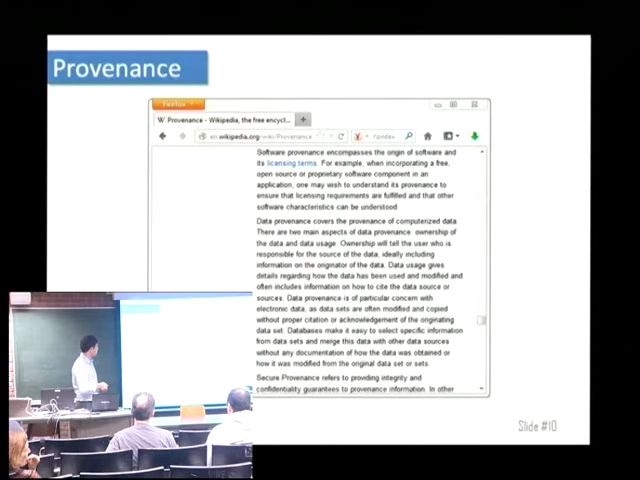 Provenance
Firefox
W Provenance - Wikipedia, the free encycl...
en.wikipedia.org/wiki/Provenance
Software provenance encompasses the origin of software and
its licensing terms. For example, when incorporating a free,
open source or proprietary software component in an
application, one may wish to understand its provenance to
ensure that licensing requirements are fulfilled and that other
software characteristics can be understood.
Data provenance covers the provenance of computerized data
There are two main aspects of data provenance ownership of
the data and data usage. Ownership will tell the user who is
responsible for the source of the data, ideally including
information on the originator of the data. Data usage gives
details regarding how the data has been used and modified and
often includes information on how to cite the data source or
sources. Data provenance is of particular concern with
electronic data, as data sets are often modified and copied
without proper citation or acknowledgement of the originating
data set. Databases make it easy to select specific information
from data sets and merge this data with other data sources
without any documentation of how the data was obtained or
how it was modified from the original data set or sets.
Secure Provenance refers to providing integrity and
confidentiality guarantees to provenance information. In other
Slide #10